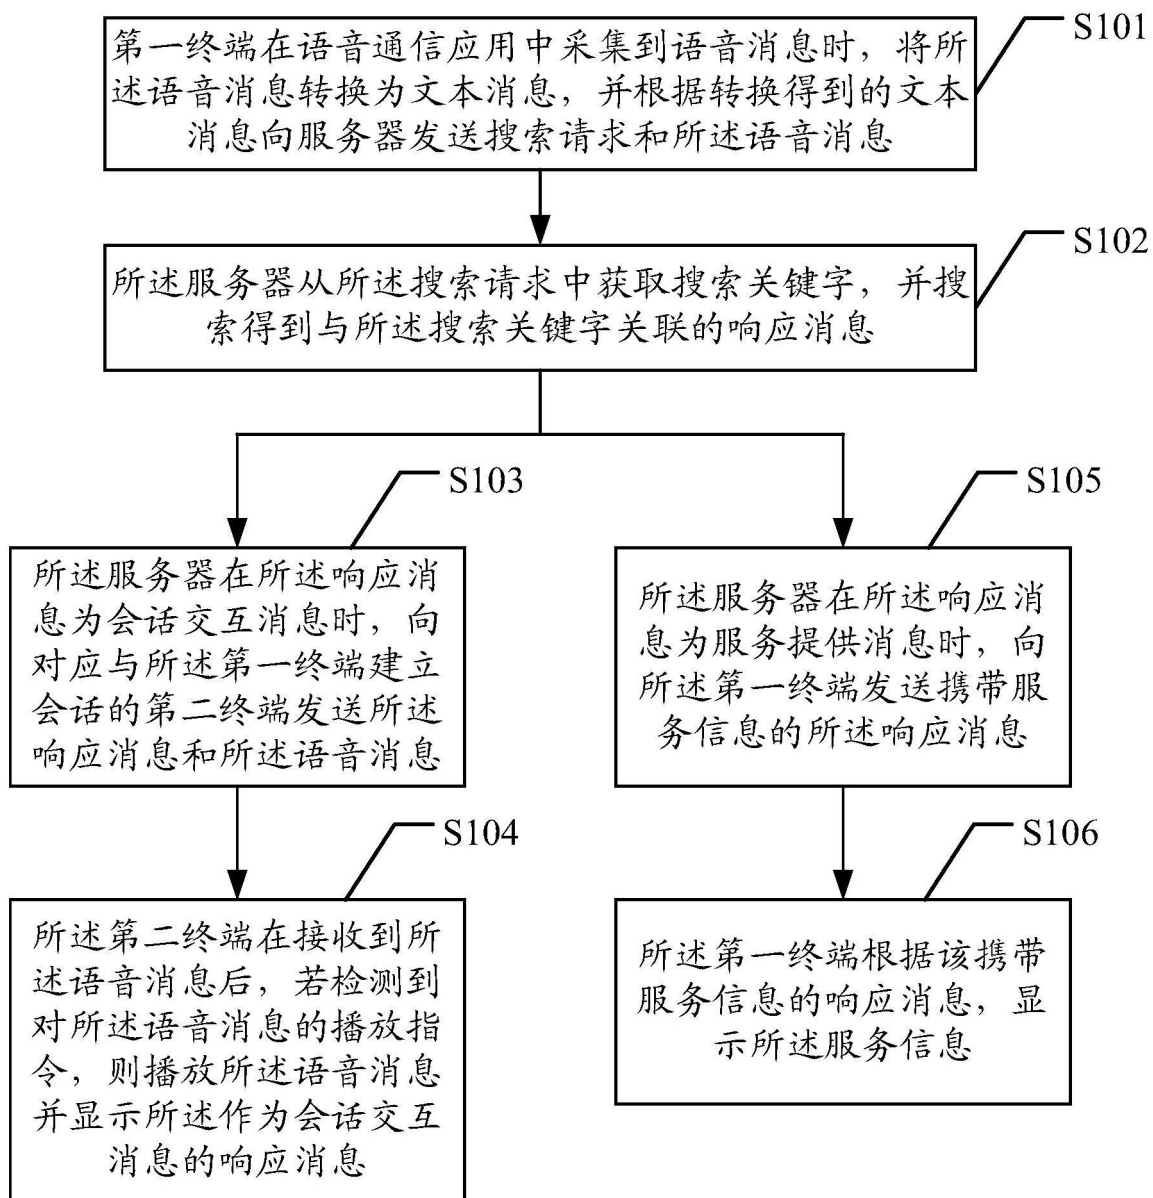 S101
第一终端在语音通信应用中采集到语音消息时，将所
述语音消息转换为文本消息，并根据转换得到的文本
消息向服务器发送搜索请求和所述语音消息
S102
所述服务器从所述搜索请求中获取搜索关键字，并搜
索得到与所述搜索关键字关联的响应消息
S103
所述服务器在所述响应消
息为会话交互消息时，向
对应与所述第一终端建立
会话的第二终端发送所述
响应消息和所述语音消息
S104
所述第二终端在接收到所
述语音消息后，若检测到
对所述语音消息的播放指
令，则播放所述语音消息
并显示所述作为会话交互
消息的响应消息
S105
所述服务器在所述响应消
息为服务提供消息时，向
所述第一终端发送携带服
务信息的所述响应消息
S106
所述第一终端根据该携带
服务信息的响应消息，显
示所述服务信息